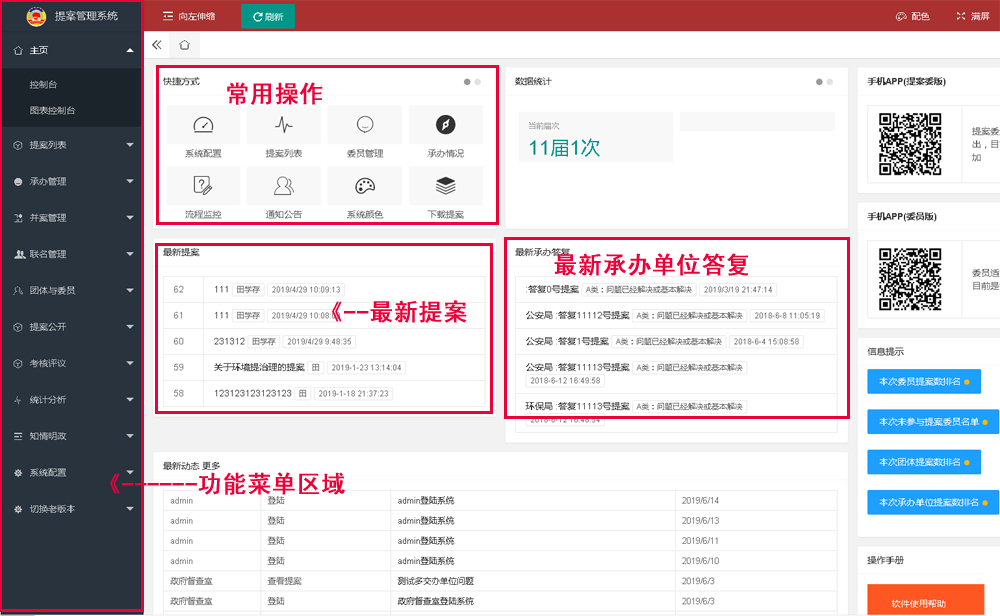 提案管理系统
向左伸缩
刷新
配色
满屏
主页
控制台
图表控制台
提案列表
承办管理
并案管理
联名管理
团体与委员
提案公开
考核评议
统计分析
知情明政
系统配置
切换老版本
快捷方式
常用操作
系统配置
提案列表
委员管理
承办情况
流程监控
通知公告
系统颜色
下载提案
数据统计
当前届次
11届1次
手机APP(提案委版)
提案委
出，目
加
手机APP(委员版)
委员适
目前是
最新提案
62 111 田学存 2019/4/29 10:09:13
61 111 田学存 2019/4/29 10:08:
60 231312 田学存 2019/4/29 9:48:35
59 关于环境提治理的提案 田 2019-1-23 13:14:04
58 123123123123123 田 2019-1-18 21:37:23
《--最新提案
最新承办答复
最新承办单位答复
:答复0号提案 A类：问题已经解决或基本解决 2019/3/19 21:47:14
公安局 :答复11112号提案 A类：问题已经解决或基本解决 2018-6-8 11:05:19
公安局 :答复1号提案 A类：问题已经解决或基本解决 2018-6-4 15:08:58
公安局 :答复11113号提案 A类：问题已经解决或基本解决
2018-6-12 16:49:58
环保局 :答复11113号提案 A类：问题已经解决或基本解决
2018-6-12 16:48:54
信息提示
本次委员提案数排名
本次未参与提案委员名单
本次团体提案数排名
本次承办单位提案数排名
操作手册
软件使用帮助
最新动态 更多
《------功能菜单区域
admin 登陆 admin登陆系统 2019/6/14
admin 登陆 admin登陆系统 2019/6/13
admin 登陆 admin登陆系统 2019/6/11
admin 登陆 admin登陆系统 2019/6/10
政府督查室 查看提案 测试多交办单位问题 2019/6/3
政府督查室 登陆 政府督查室登陆系统 2019/6/3